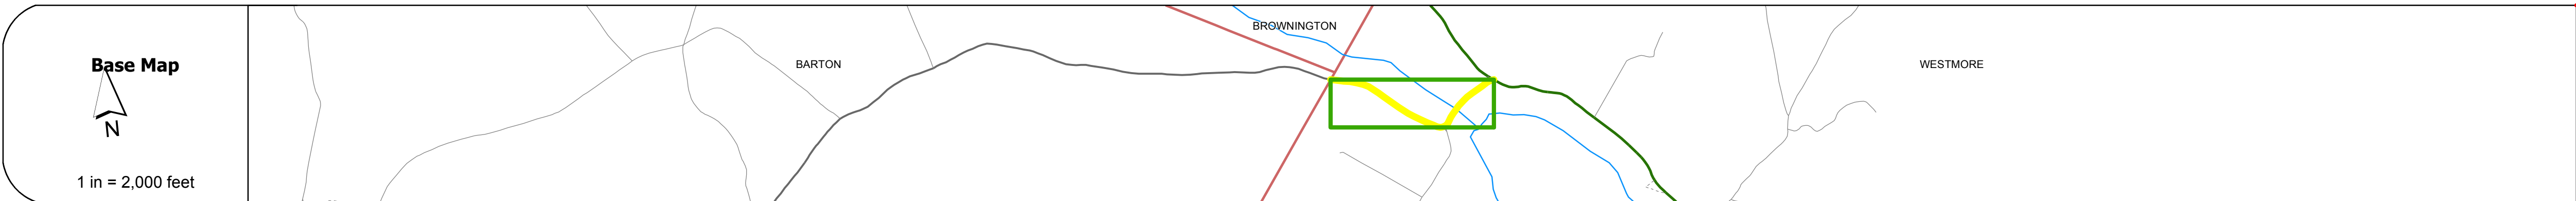 Base Map
N
1 in = 2,000 feet
BARTON
BROWNINGTON
WESTMORE